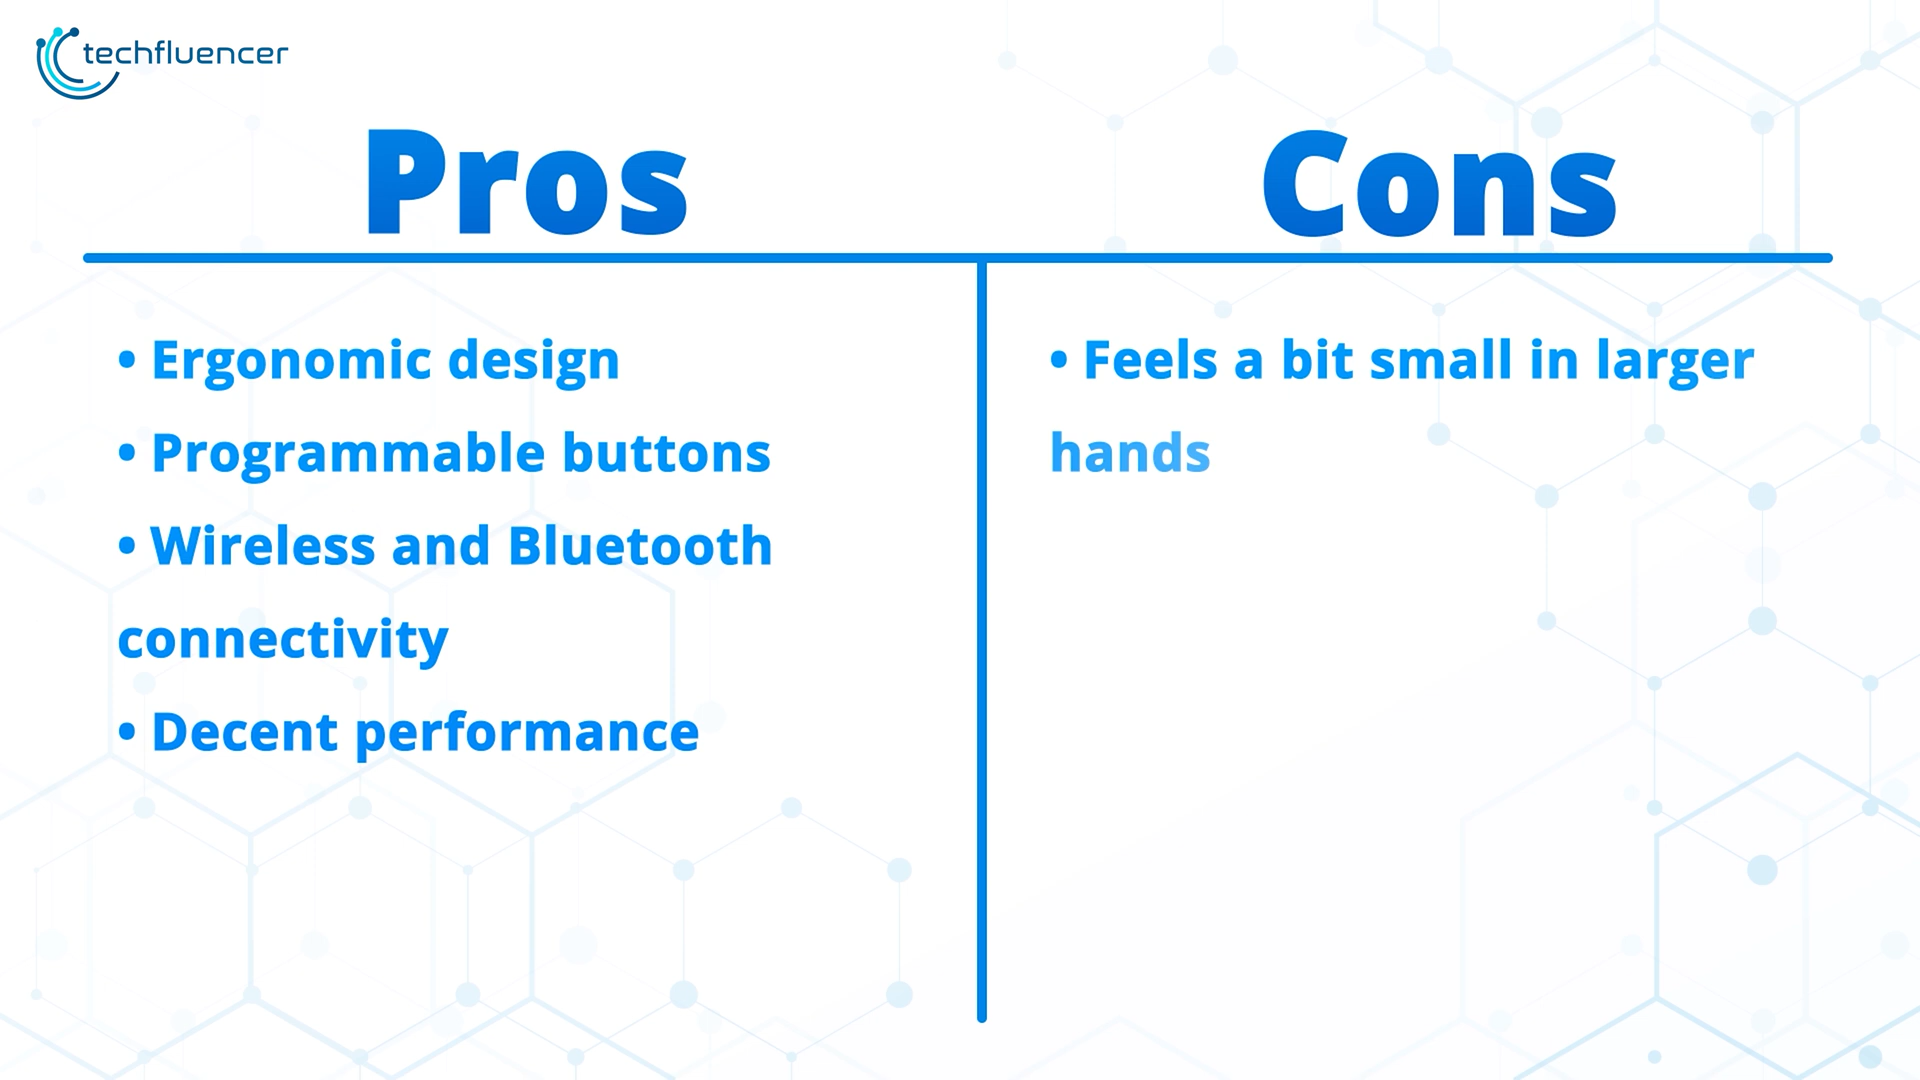 techfluencer
Pros
Cons
• Ergonomic design
• Programmable buttons
• Wireless and Bluetooth
connectivity
• Decent performance
• Feels a bit small in larger
hands